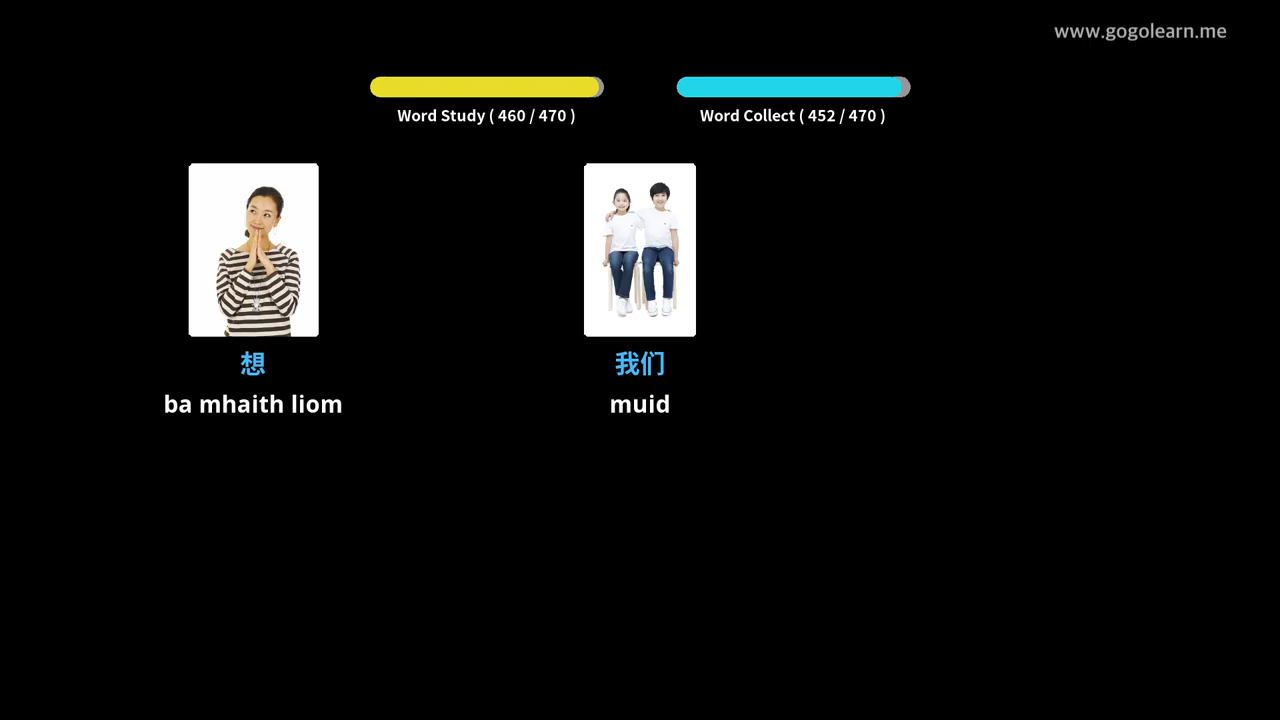 www.gogolearn.me
Word Study ( 460 / 470 )
Word Collect ( 452 / 470 )
想
我们
ba mhaith liom
muid